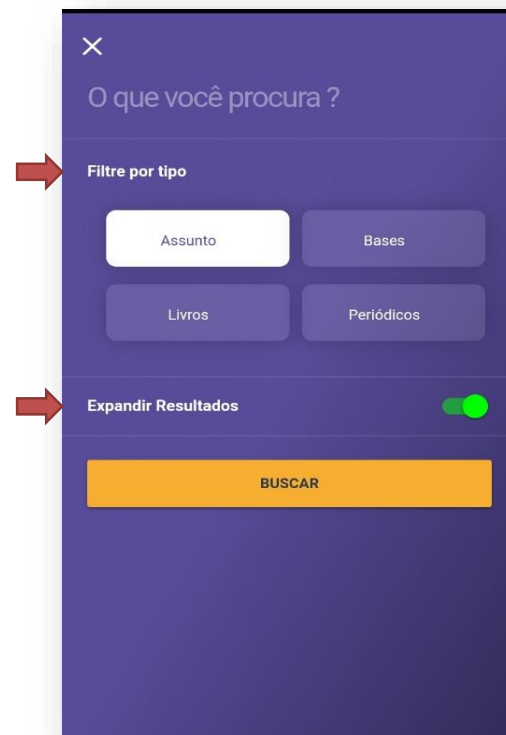 O que você procura ?
Filtre por tipo
Assunto
Bases
Livros
Periódicos
Expandir Resultados
BUSCAR